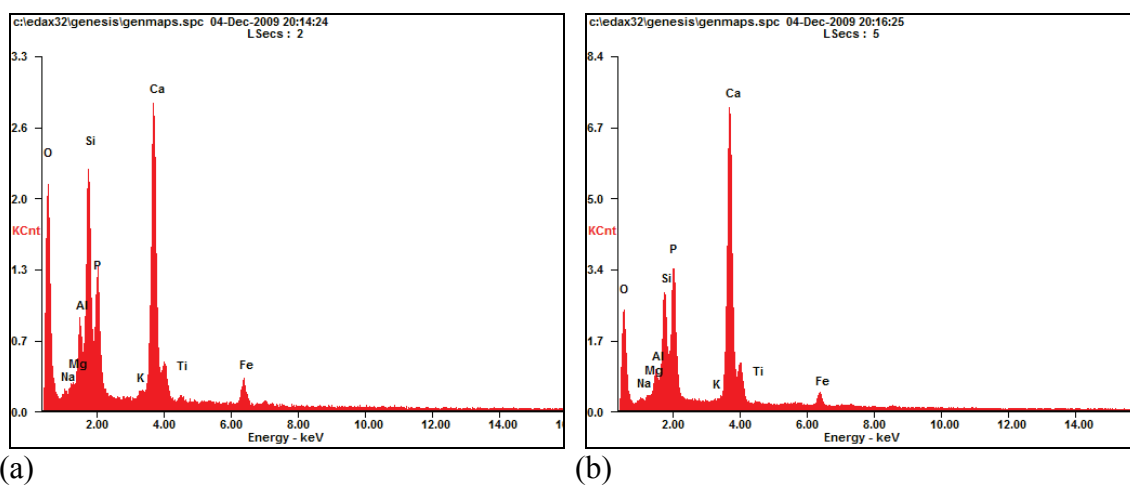 c:\edax32\genesis\genmaps.spc 04-Dec-2009 20:14:24
LSecs : 2
3.3
2.6
2.0
KCnt
1.3
0.7
0.0
O
Na
Mg
Al
Si
P
K
Ca
Ti
Fe
2.00 4.00 6.00 8.00 10.00 12.00 14.00
Energy - keV
(a)
c:\edax32\genesis\genmaps.spc 04-Dec-2009 20:16:25
LSecs : 5
8.4
6.7
5.0
KCnt
3.4
1.7
0.0
O
Na
Mg
Al
Si
P
K
Ca
Ti
Fe
2.00 4.00 6.00 8.00 10.00 12.00 14.00
Energy - keV
(b)